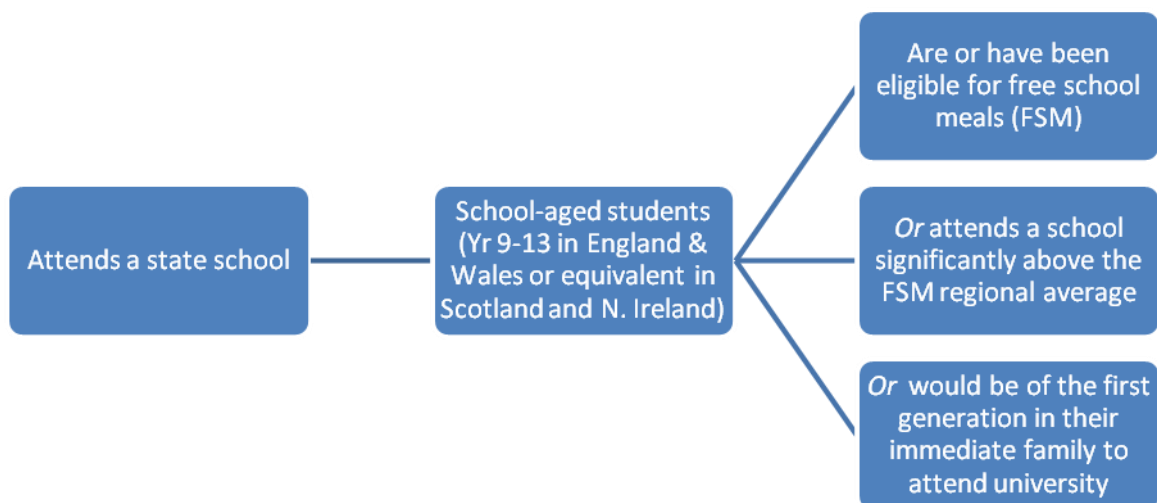 Attends a state school
School-aged students
(Yr 9-13 in England &
Wales or equivalent in
Scotland and N. Ireland)
Are or have been
eligible for free school
meals (FSM)
Or attends a school
significantly above the
FSM regional average
Or would be of the first
generation in their
immediate family to
attend university